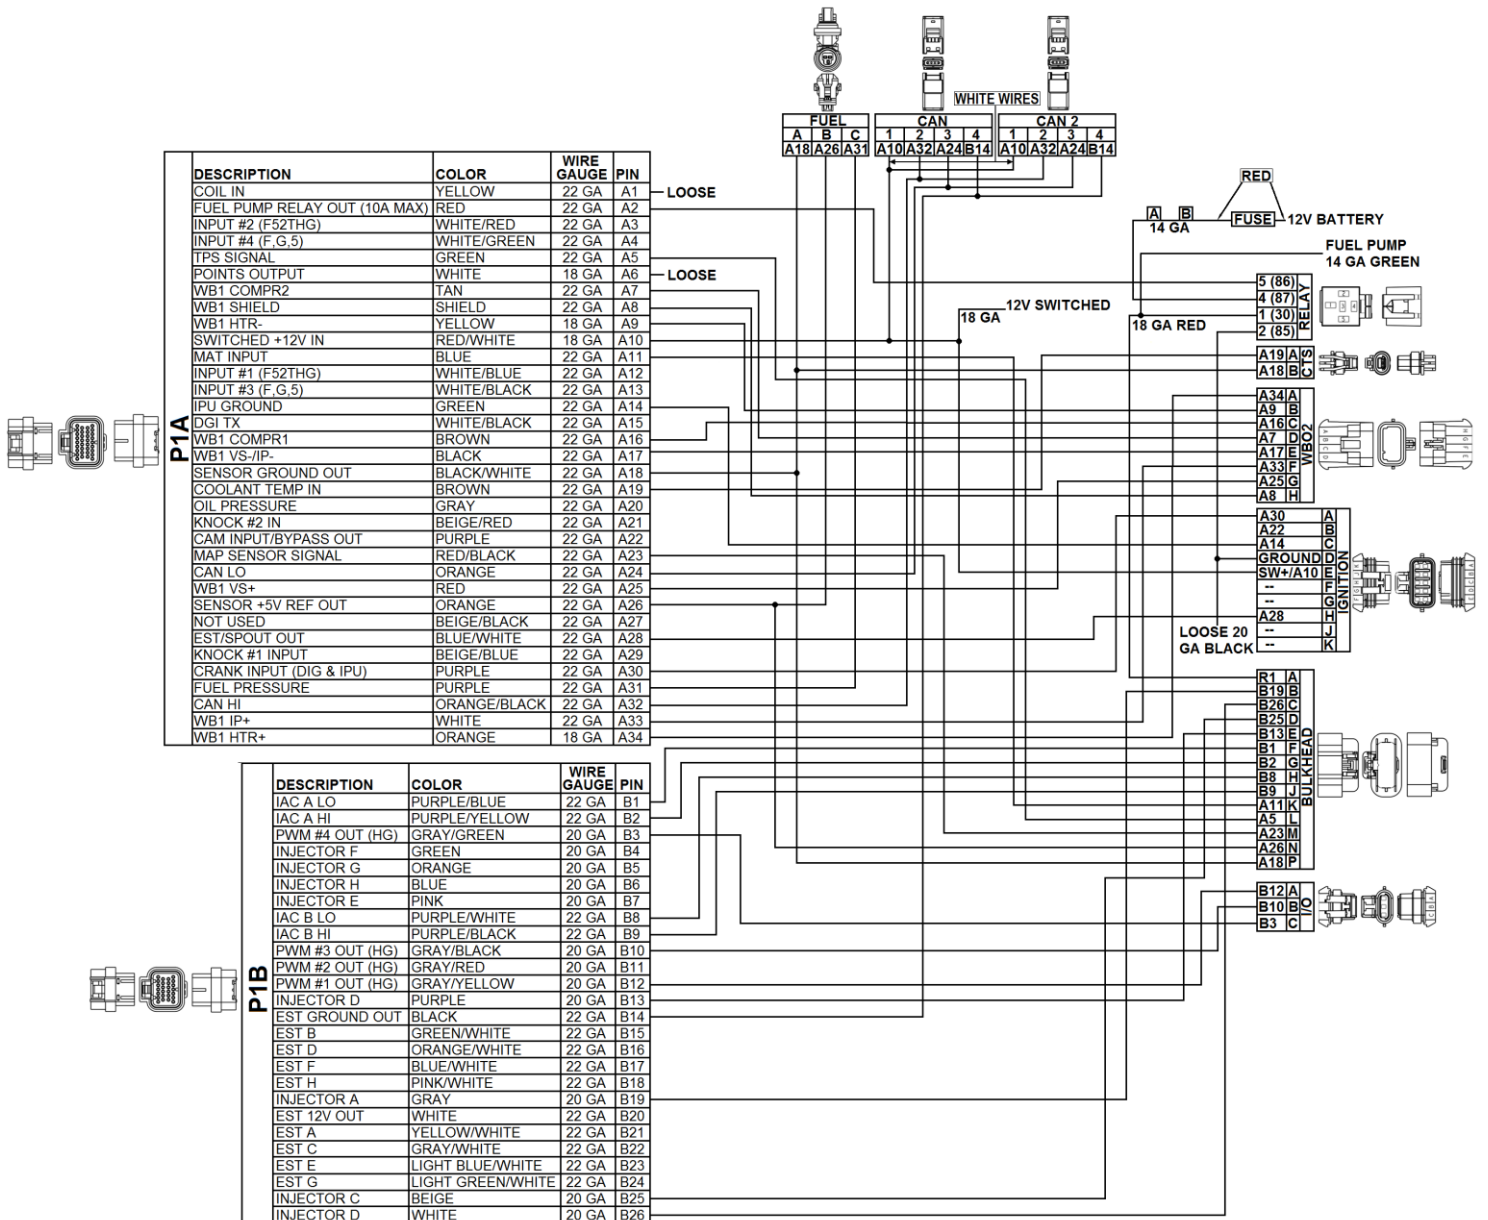 WHITE WIRES
FUEL CAN CAN 2
A B C 1 2 3 4 1 2 3 4
A18 A26 A31 A10 A32 A24 B14 A10 A32 A24 B14
RED
A B FUSE 12V BATTERY
14 GA
FUEL PUMP
14 GA GREEN
12V SWITCHED
18 GA
18 GA RED
P1A
DESCRIPTION COLOR WIRE GAUGE PIN
COIL IN YELLOW 22 GA A1 LOOSE
FUEL PUMP RELAY OUT (10A MAX) RED 22 GA A2
INPUT #2 (F52THG) WHITE/RED 22 GA A3
INPUT #4 (F,G,5) WHITE/GREEN 22 GA A4
TPS SIGNAL GREEN 22 GA A5
POINTS OUTPUT WHITE 18 GA A6 LOOSE
WB1 COMPR2 TAN 22 GA A7
WB1 SHIELD SHIELD 22 GA A8
WB1 HTR- YELLOW 18 GA A9
SWITCHED +12V IN RED/WHITE 18 GA A10
MAT INPUT BLUE 22 GA A11
INPUT #1 (F52THG) WHITE/BLUE 22 GA A12
INPUT #3 (F,G,5) WHITE/BLACK 22 GA A13
IPU GROUND GREEN 22 GA A14
DGI TX WHITE/BLACK 22 GA A15
WB1 COMPR1 BROWN 22 GA A16
WB1 VS-/IP- BLACK 22 GA A17
SENSOR GROUND OUT BLACK/WHITE 22 GA A18
COOLANT TEMP IN BROWN 22 GA A19
OIL PRESSURE GRAY 22 GA A20
KNOCK #2 IN BEIGE/RED 22 GA A21
CAM INPUT/BYPASS OUT PURPLE 22 GA A22
MAP SENSOR SIGNAL RED/BLACK 22 GA A23
CAN LO ORANGE 22 GA A24
WB1 VS+ RED 22 GA A25
SENSOR +5V REF OUT ORANGE 22 GA A26
NOT USED BEIGE/BLACK 22 GA A27
EST/SPOUT OUT BLUE/WHITE 22 GA A28
KNOCK #1 INPUT BEIGE/BLUE 22 GA A29
CRANK INPUT (DIG & IPU) PURPLE 22 GA A30
FUEL PRESSURE PURPLE 22 GA A31
CAN HI ORANGE/BLACK 22 GA A32
WB1 IP+ WHITE 22 GA A33
WB1 HTR+ ORANGE 18 GA A34
P1B
DESCRIPTION COLOR WIRE GAUGE PIN
IAC A LO PURPLE/BLUE 22 GA B1
IAC A HI PURPLE/YELLOW 22 GA B2
PWM #4 OUT (HG) GRAY/GREEN 20 GA B3
INJECTOR F GREEN 20 GA B4
INJECTOR G ORANGE 20 GA B5
INJECTOR H BLUE 20 GA B6
INJECTOR E PINK 20 GA B7
IAC B LO PURPLE/WHITE 22 GA B8
IAC B HI PURPLE/BLACK 22 GA B9
PWM #3 OUT (HG) GRAY/BLACK 20 GA B10
PWM #2 OUT (HG) GRAY/RED 20 GA B11
PWM #1 OUT (HG) GRAY/YELLOW 20 GA B12
INJECTOR D PURPLE 20 GA B13
EST GROUND OUT BLACK 22 GA B14
EST B GREEN/WHITE 22 GA B15
EST D ORANGE/WHITE 22 GA B16
EST F BLUE/WHITE 22 GA B17
EST H PINK/WHITE 22 GA B18
INJECTOR A GRAY 20 GA B19
EST 12V OUT WHITE 22 GA B20
EST A YELLOW/WHITE 22 GA B21
EST C GRAY/WHITE 22 GA B22
EST E LIGHT BLUE/WHITE 22 GA B23
EST G LIGHT GREEN/WHITE 22 GA B24
INJECTOR C BEIGE 20 GA B25
INJECTOR D WHITE 20 GA B26
RELAY
5 (86)
4 (87)
1 (30)
2 (85)
CTS
A19 A
A18 B
WBO2
A34 A
A9 B
A16 C
A7 D
A17 E
A33 F
A25 G
A8 H
IGNITION
A30 A
A22 B
A14 C
GROUND D
SW+/A10 E
-- F
-- G
A28 H
-- J
-- K
LOOSE 20
GA BLACK
BULKHEAD
R1 A
B19 B
B26 C
B25 D
B13 E
B1 F
B2 G
B8 H
B9 J
A11 K
A5 L
A23 M
A26 N
A18 P
I/O
B12 A
B10 B
B3 C